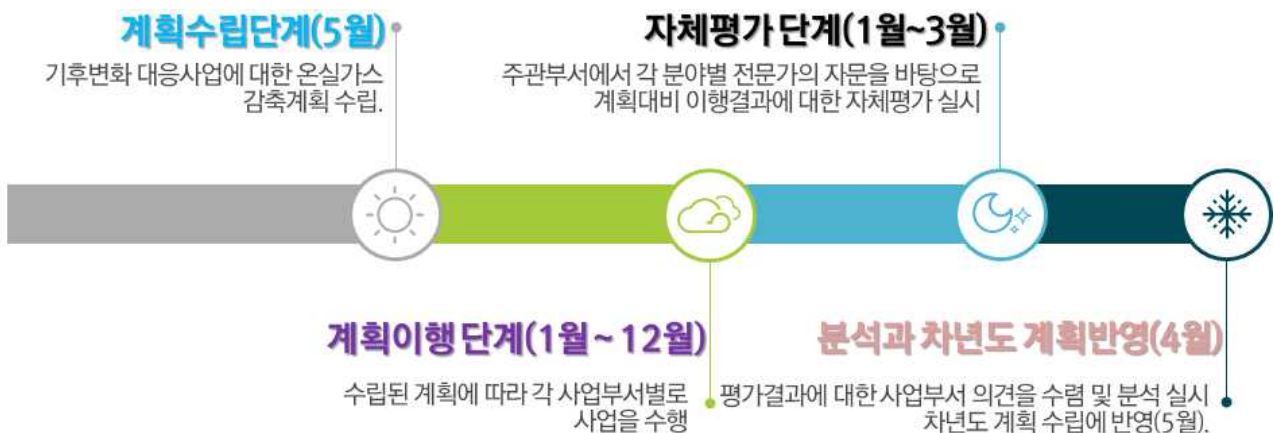 계획수립단계(5월)
기후변화 대응사업에 대한 온실가스
감축계획 수립.
자체평가 단계(1월~3월)
주관부서에서 각 분야별 전문가의 자문을 바탕으로
계획대비 이행결과에 대한 자체평가 실시
계획이행 단계(1월 ~ 12월)
수립된 계획에 따라 각 사업부서별로
사업을 수행
분석과 차년도 계획반영(4월)
평가결과에 대한 사업부서 의견을 수렴 및 분석 실시
차년도 계획 수립에 반영(5월).